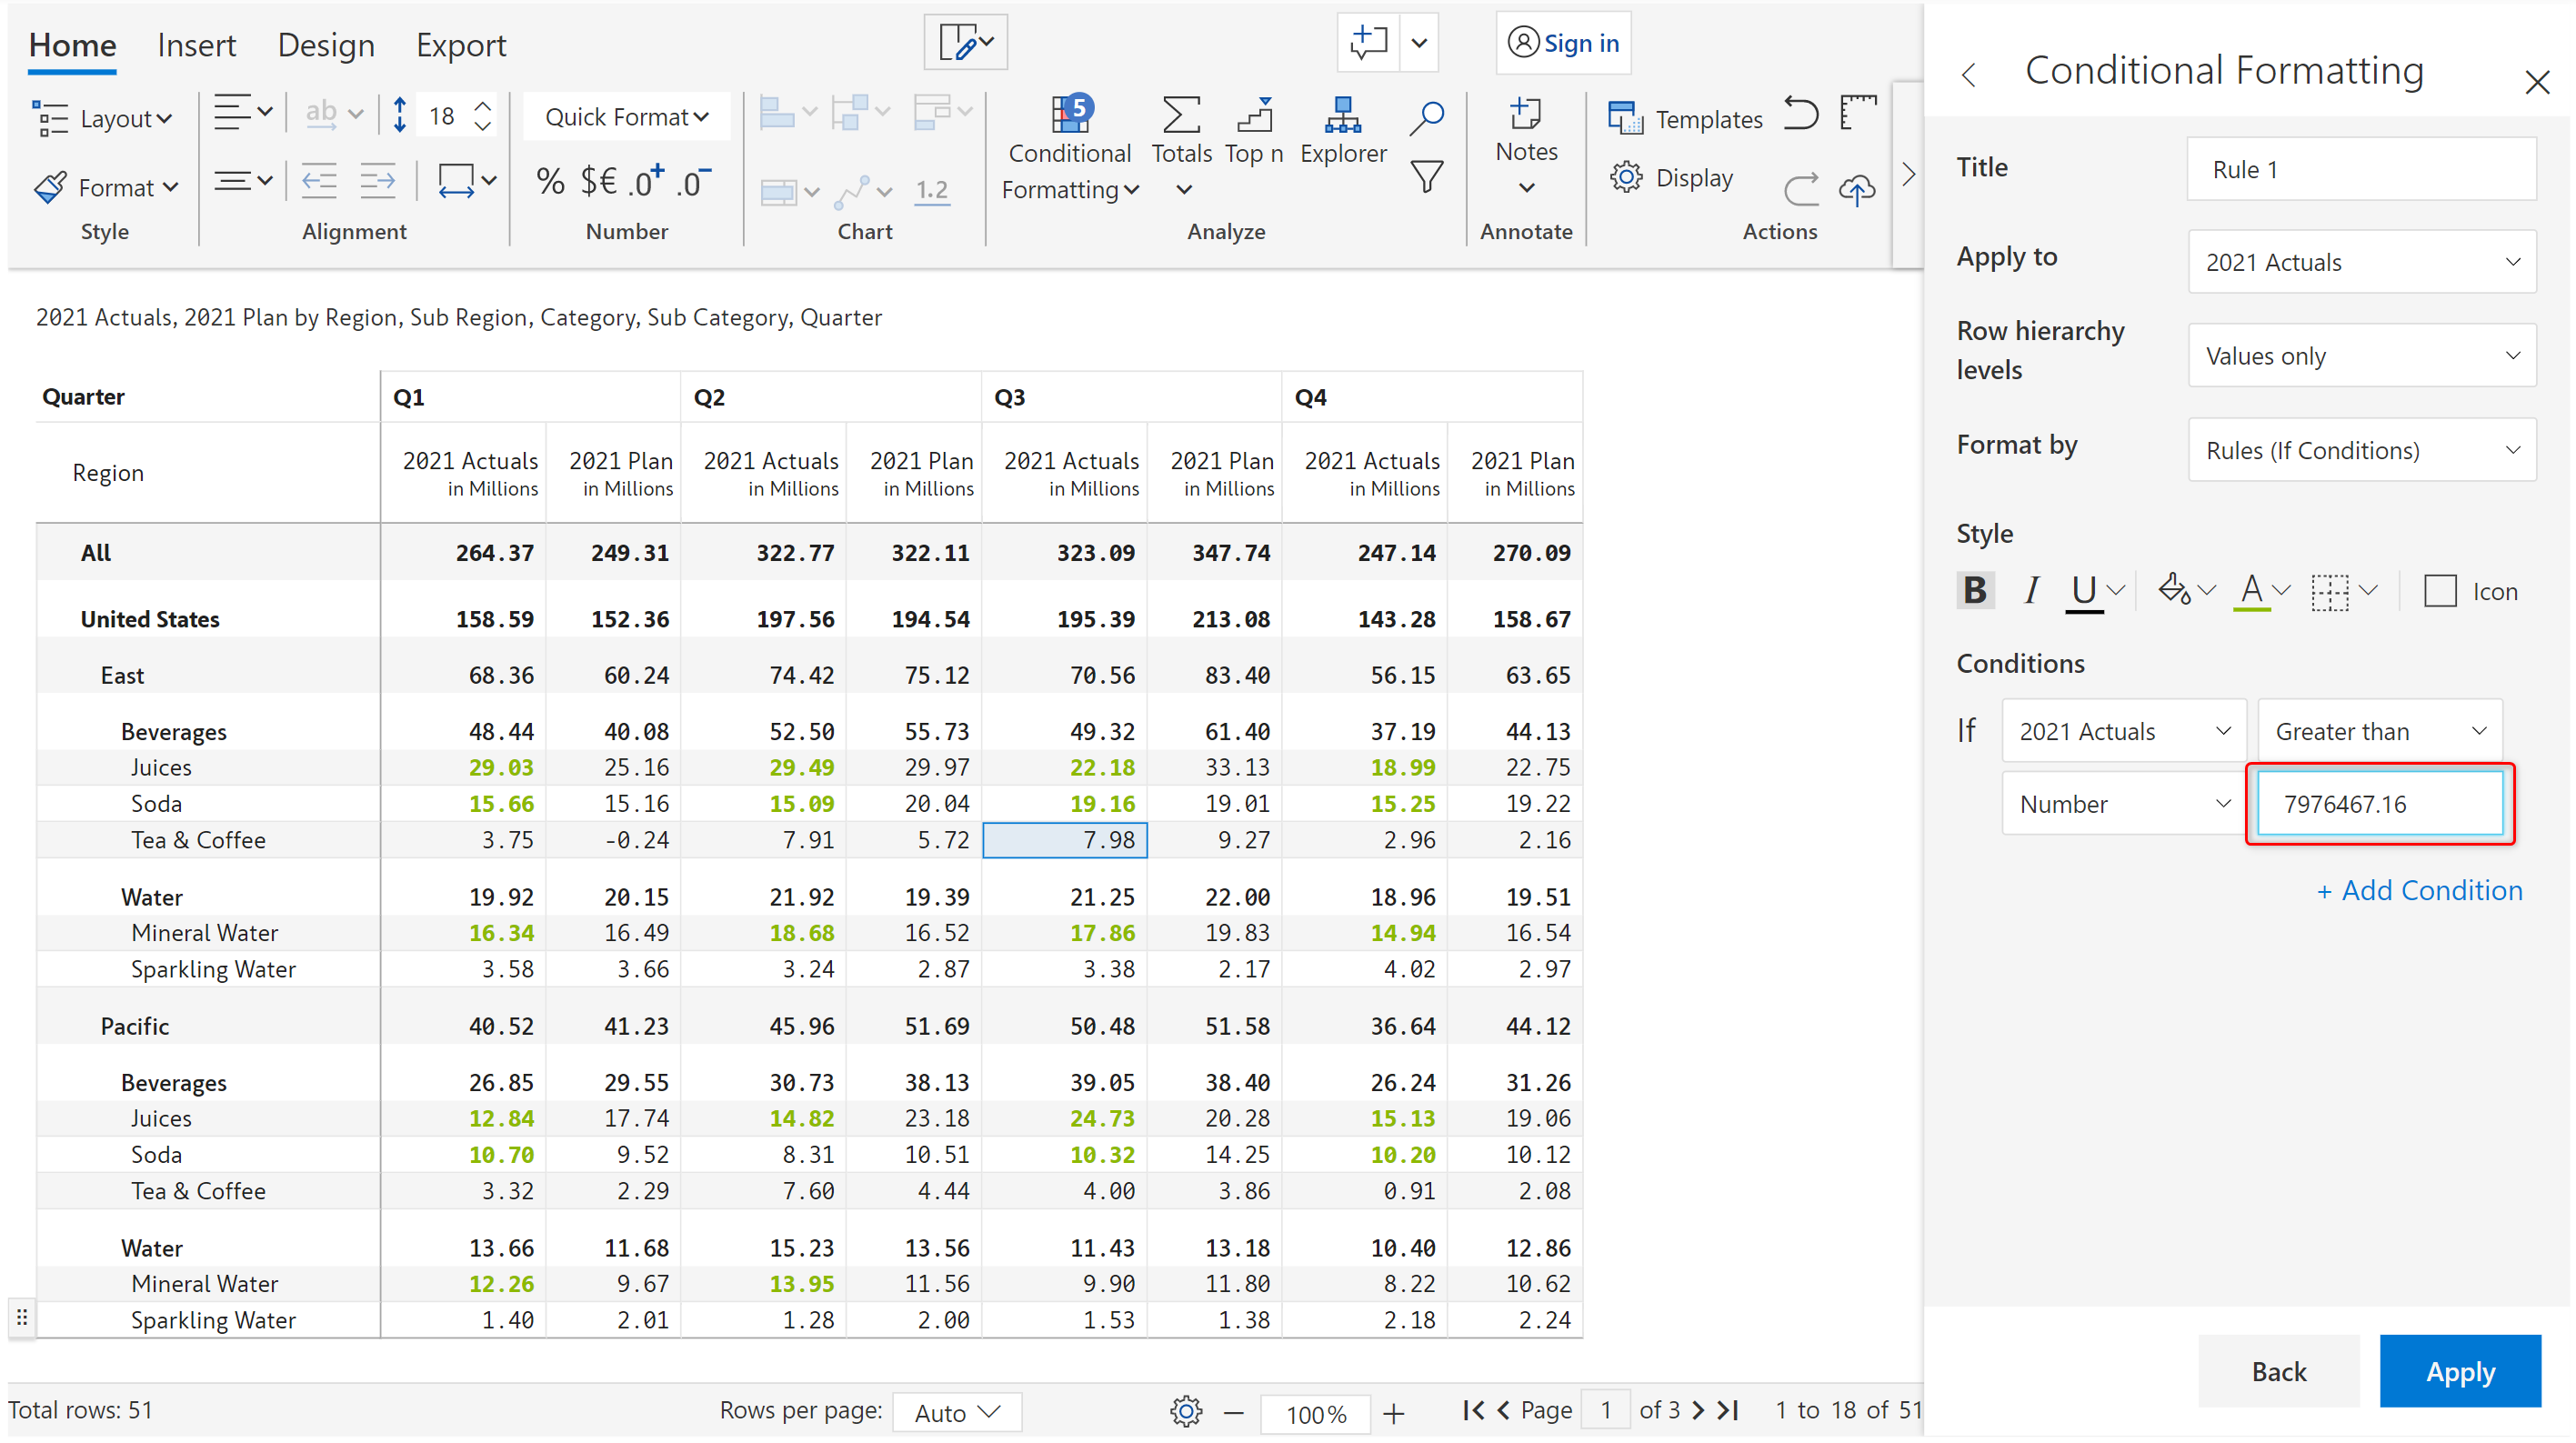 Home Insert Design Export Sign in
Layout ab 18 Quick Format 5 Templates
Conditional Formatting Totals Top n Explorer Notes
Format % $€ .0+ .0- 1.2 Display
Style Alignment Number Chart Analyze Annotate Actions
2021 Actuals, 2021 Plan by Region, Sub Region, Category, Sub Category, Quarter
Quarter Q1 Q2 Q3 Q4
Region 2021 Actuals 2021 Plan 2021 Actuals 2021 Plan 2021 Actuals 2021 Plan 2021 Actuals 2021 Plan
in Millions in Millions in Millions in Millions in Millions in Millions in Millions in Millions
All 264.37 249.31 322.77 322.11 323.09 347.74 247.14 270.09
United States 158.59 152.36 197.56 194.54 195.39 213.08 143.28 158.67
East 68.36 60.24 74.42 75.12 70.56 83.40 56.15 63.65
Beverages 48.44 40.08 52.50 55.73 49.32 61.40 37.19 44.13
Juices 29.03 25.16 29.49 29.97 22.18 33.13 18.99 22.75
Soda 15.66 15.16 15.09 20.04 19.16 19.01 15.25 19.22
Tea & Coffee 3.75 -0.24 7.91 5.72 7.98 9.27 2.96 2.16
Water 19.92 20.15 21.92 19.39 21.25 22.00 18.96 19.51
Mineral Water 16.34 16.49 18.68 16.52 17.86 19.83 14.94 16.54
Sparkling Water 3.58 3.66 3.24 2.87 3.38 2.17 4.02 2.97
Pacific 40.52 41.23 45.96 51.69 50.48 51.58 36.64 44.12
Beverages 26.85 29.55 30.73 38.13 39.05 38.40 26.24 31.26
Juices 12.84 17.74 14.82 23.18 24.73 20.28 15.13 19.06
Soda 10.70 9.52 8.31 10.51 10.32 14.25 10.20 10.12
Tea & Coffee 3.32 2.29 7.60 4.44 4.00 3.86 0.91 2.08
Water 13.66 11.68 15.23 13.56 11.43 13.18 10.40 12.86
Mineral Water 12.26 9.67 13.95 11.56 9.90 11.80 8.22 10.62
Sparkling Water 1.40 2.01 1.28 2.00 1.53 1.38 2.18 2.24
Total rows: 51 Rows per page: Auto 100% Page 1 of 3 1 to 18 of 51
Conditional Formatting
Title Rule 1
Apply to 2021 Actuals
Row hierarchy levels Values only
Format by Rules (If Conditions)
Style
B I U A Icon
Conditions
If 2021 Actuals Greater than
Number 7976467.16
+ Add Condition
Back Apply